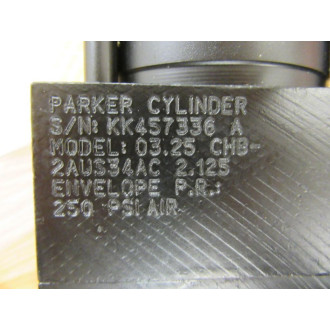 PARKER CYLINDER
S/N: KK457336 A
MODEL: 03.25 CHB-
2AUS34AC 2.125
ENVELOPE P.R.:
250 PSI AIR